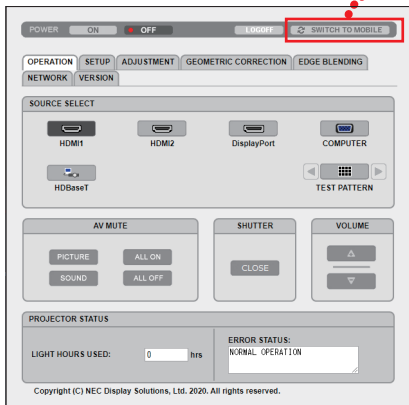 POWER ON OFF LOGOFF SWITCH TO MOBILE
OPERATION SETUP ADJUSTMENT GEOMETRIC CORRECTION EDGE BLENDING
NETWORK VERSION
SOURCE SELECT
HDMI1 HDMI2 DisplayPort COMPUTER
HDBaseT TEST PATTERN
AV MUTE SHUTTER VOLUME
PICTURE ALL ON
CLOSE
SOUND ALL OFF
PROJECTOR STATUS
ERROR STATUS:
LIGHT HOURS USED: 0 hrs NORMAL OPERATION
Copyright (C) NEC Display Solutions, Ltd. 2020. All rights reserved.